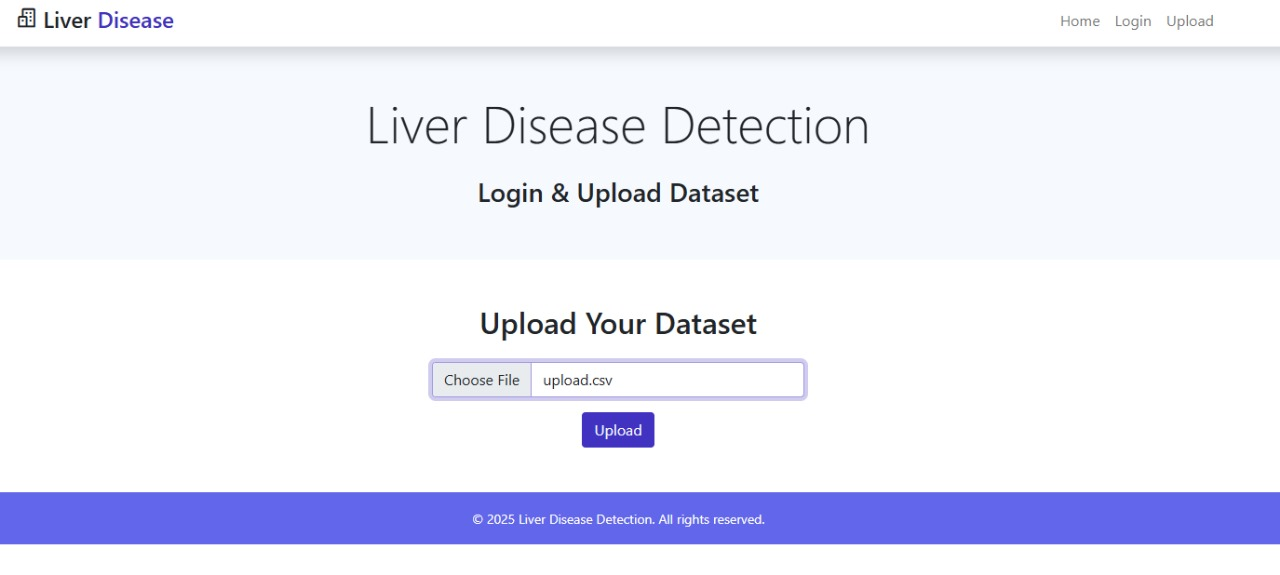 Liver Disease
Home Login Upload
Liver Disease Detection
Login & Upload Dataset
Upload Your Dataset
Choose File upload.csv
Upload
© 2025 Liver Disease Detection. All rights reserved.